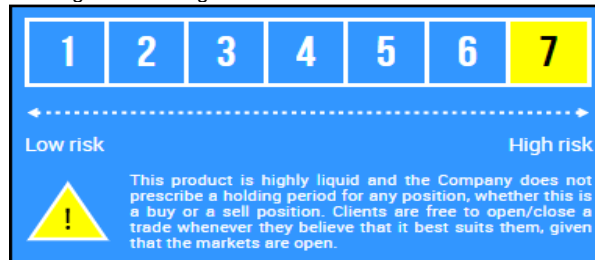 1 2 3 4 5 6 7
Low risk High risk
This product is highly liquid and the Company does not
prescribe a holding period for any position, whether this is
a buy or a sell position. Clients are free to open/close a
trade whenever they believe that it best suits them, given
that the markets are open.
!